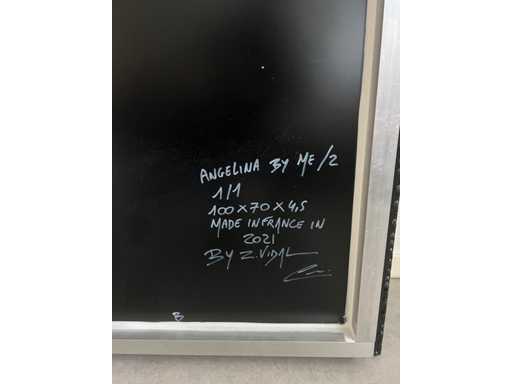 ANGELINA BY ME/2
1/1
100x70x4,5
MADE IN FRANCE IN
2021
BY Z.VIDAL
B